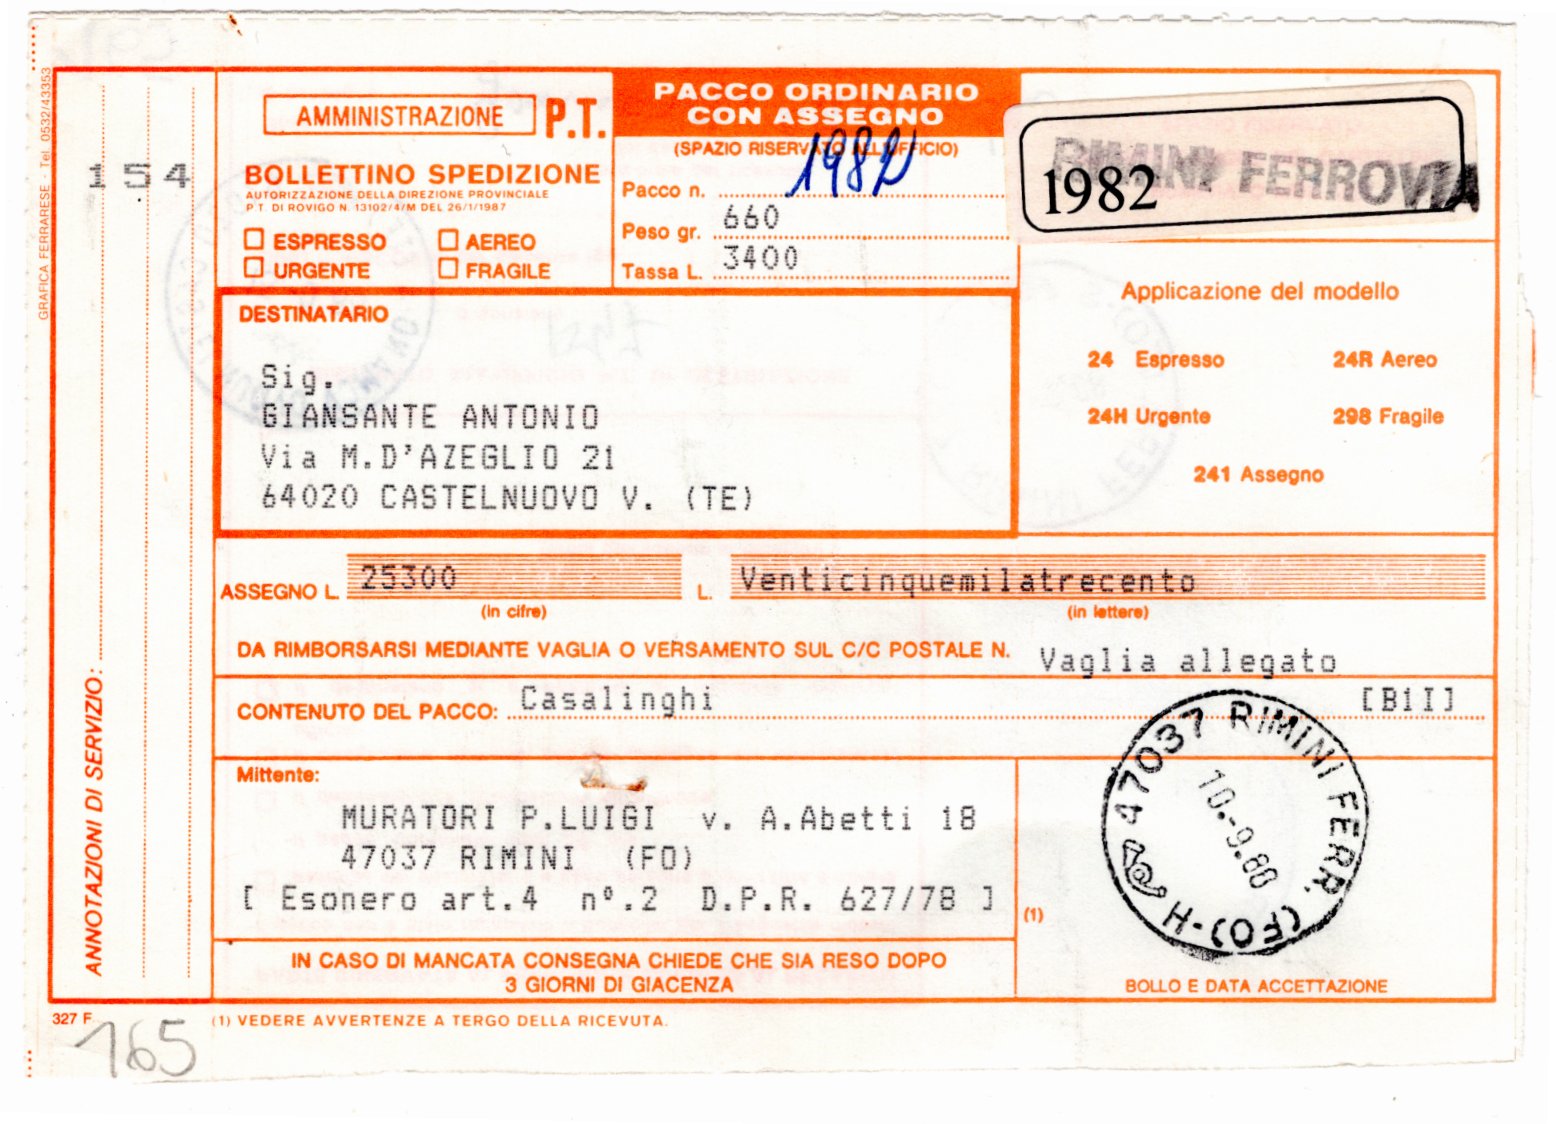 GRAFICA FERRARESE - Tel. 0532/43353
154
ANNOTAZIONI DI SERVIZIO:
AMMINISTRAZIONE P.T.
BOLLETTINO SPEDIZIONE
AUTORIZZAZIONE DELLA DIREZIONE PROVINCIALE
P.T. DI ROVIGO N. 13102/4/M DEL 26/1/1987
ESPRESSO AEREO
URGENTE FRAGILE
PACCO ORDINARIO
CON ASSEGNO
(SPAZIO RISERVATO ALL'UFFICIO)
Pacco n. 1982
Peso gr. 660
Tassa L. 3400
RIMINI FERROVIA
1982
Applicazione del modello
24 Espresso 24R Aereo
24H Urgente 298 Fragile
241 Assegno
DESTINATARIO
Sig.
GIANSANTE ANTONIO
Via M.D'AZEGLIO 21
64020 CASTELNUOVO V. (TE)
ASSEGNO L. 25300 L. Venticinquemilatrecento
(in cifre) (in lettere)
DA RIMBORSARSI MEDIANTE VAGLIA O VERSAMENTO SUL C/C POSTALE N. Vaglia allegato
CONTENUTO DEL PACCO: Casalinghi [B1I]
Mittente:
MURATORI P.LUIGI v. A.Abetti 18
47037 RIMINI (FO)
[ Esonero art.4 nº.2 D.P.R. 627/78 ]
(1)
47037 RIMINI FERR. (FO)-H
10.-9.80
IN CASO DI MANCATA CONSEGNA CHIEDE CHE SIA RESO DOPO
3 GIORNI DI GIACENZA
BOLLO E DATA ACCETTAZIONE
327 F
(1) VEDERE AVVERTENZE A TERGO DELLA RICEVUTA.
165